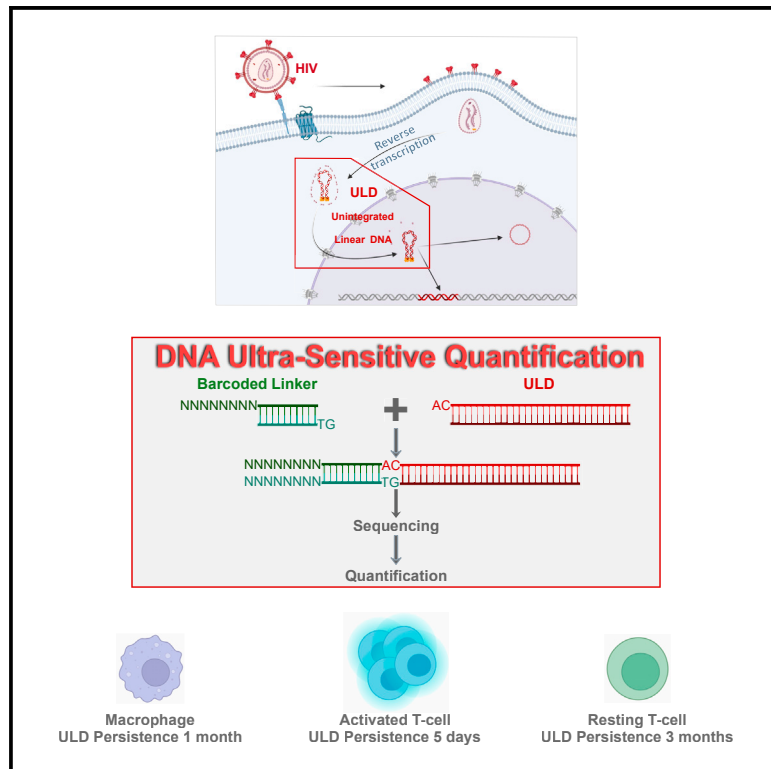 HIV
Reverse
transcription
ULD
Unintegrated
Linear DNA
DNA Ultra-Sensitive Quantification
Barcoded Linker
ULD
NNNNNNNN
TG
+
AC
NNNNNNNN
AC
NNNNNNNN
TG
Sequencing
Quantification
Macrophage
ULD Persistence 1 month
Activated T-cell
ULD Persistence 5 days
Resting T-cell
ULD Persistence 3 months